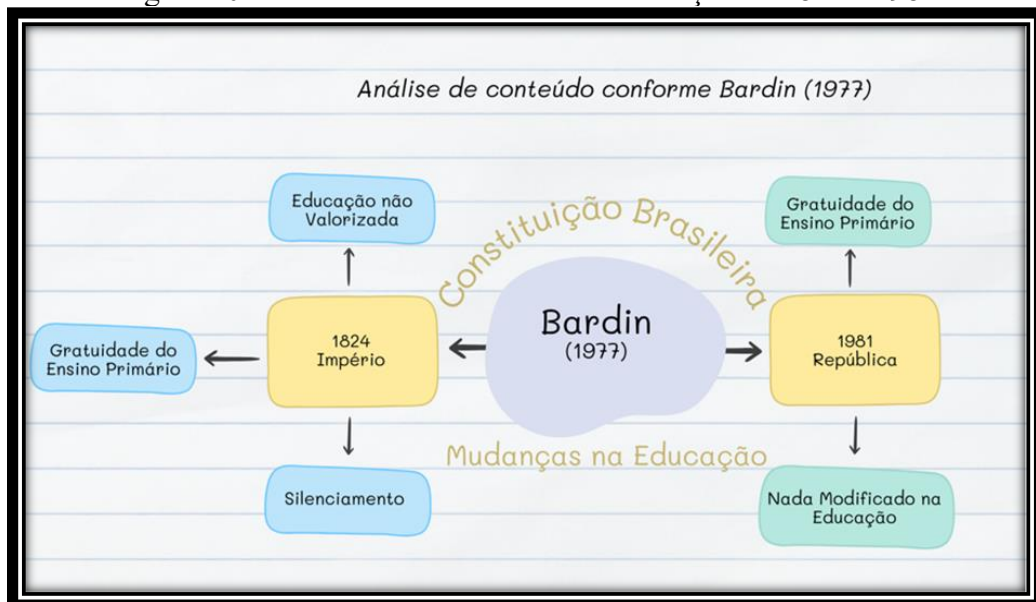 Análise de conteúdo conforme Bardin (1977)
Educação não
Valorizada
Constituição Brasileira
Gratuidade do
Ensino Primário
Gratuidade do
Ensino Primário
1824
Império
Bardin
(1977)
1981
República
Mudanças na Educação
Silenciamento
Nada Modificado na
Educação